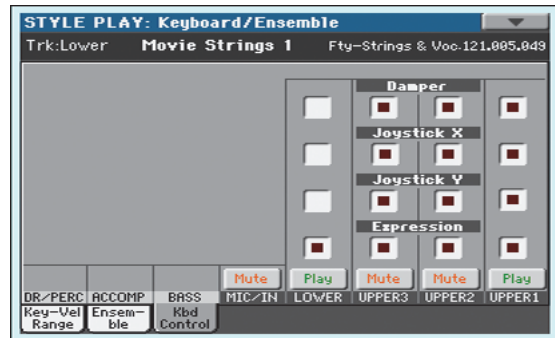 STYLE PLAY: Keyboard/Ensemble
Trk:Lower Movie Strings 1 Fty-Strings & Voc.121.005.049
Damper
Joystick X
Joystick Y
Expression
Mute Play Mute Mute Play
DR/PERC ACCOMP BASS MIC/IN LOWER UPPER3 UPPER2 UPPER1
Key-Vel Ensem- Kbd
Range ble Control